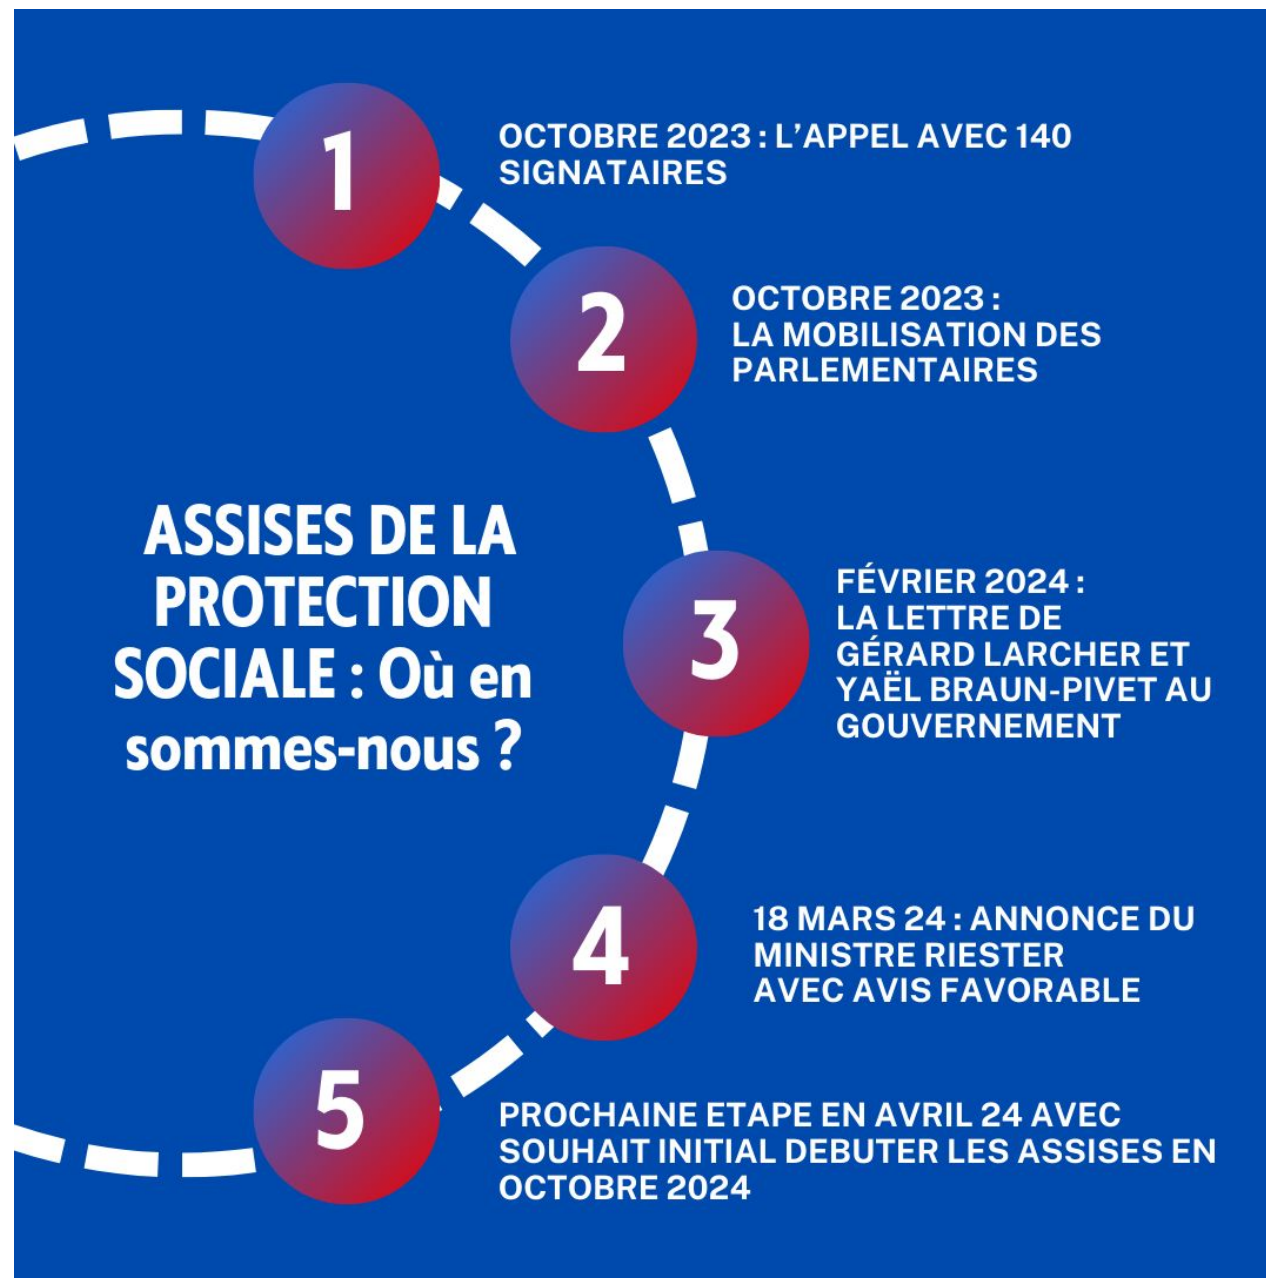 1
OCTOBRE 2023 : L’APPEL AVEC 140
SIGNATAIRES
2
OCTOBRE 2023 :
LA MOBILISATION DES
PARLEMENTAIRES
ASSISES DE LA
PROTECTION
SOCIALE : Où en
sommes-nous ?
3
FÉVRIER 2024 :
LA LETTRE DE
GÉRARD LARCHER ET
YAËL BRAUN-PIVET AU
GOUVERNEMENT
4
18 MARS 24 : ANNONCE DU
MINISTRE RIESTER
AVEC AVIS FAVORABLE
5
PROCHAINE ETAPE EN AVRIL 24 AVEC
SOUHAIT INITIAL DEBUTER LES ASSISES EN
OCTOBRE 2024